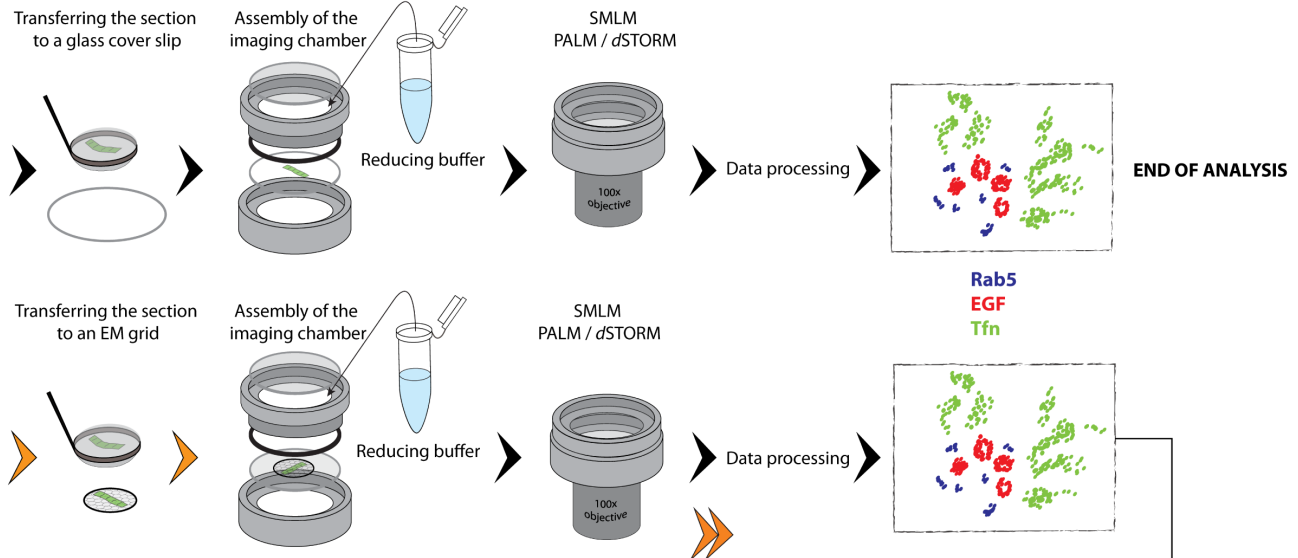 Transferring the section
to a glass cover slip
Assembly of the
imaging chamber
Reducing buffer
SMLM
PALM / dSTORM
100x
objective
Data processing
END OF ANALYSIS
Rab5
EGF
Tfn
Transferring the section
to an EM grid
Assembly of the
imaging chamber
Reducing buffer
SMLM
PALM / dSTORM
100x
objective
Data processing